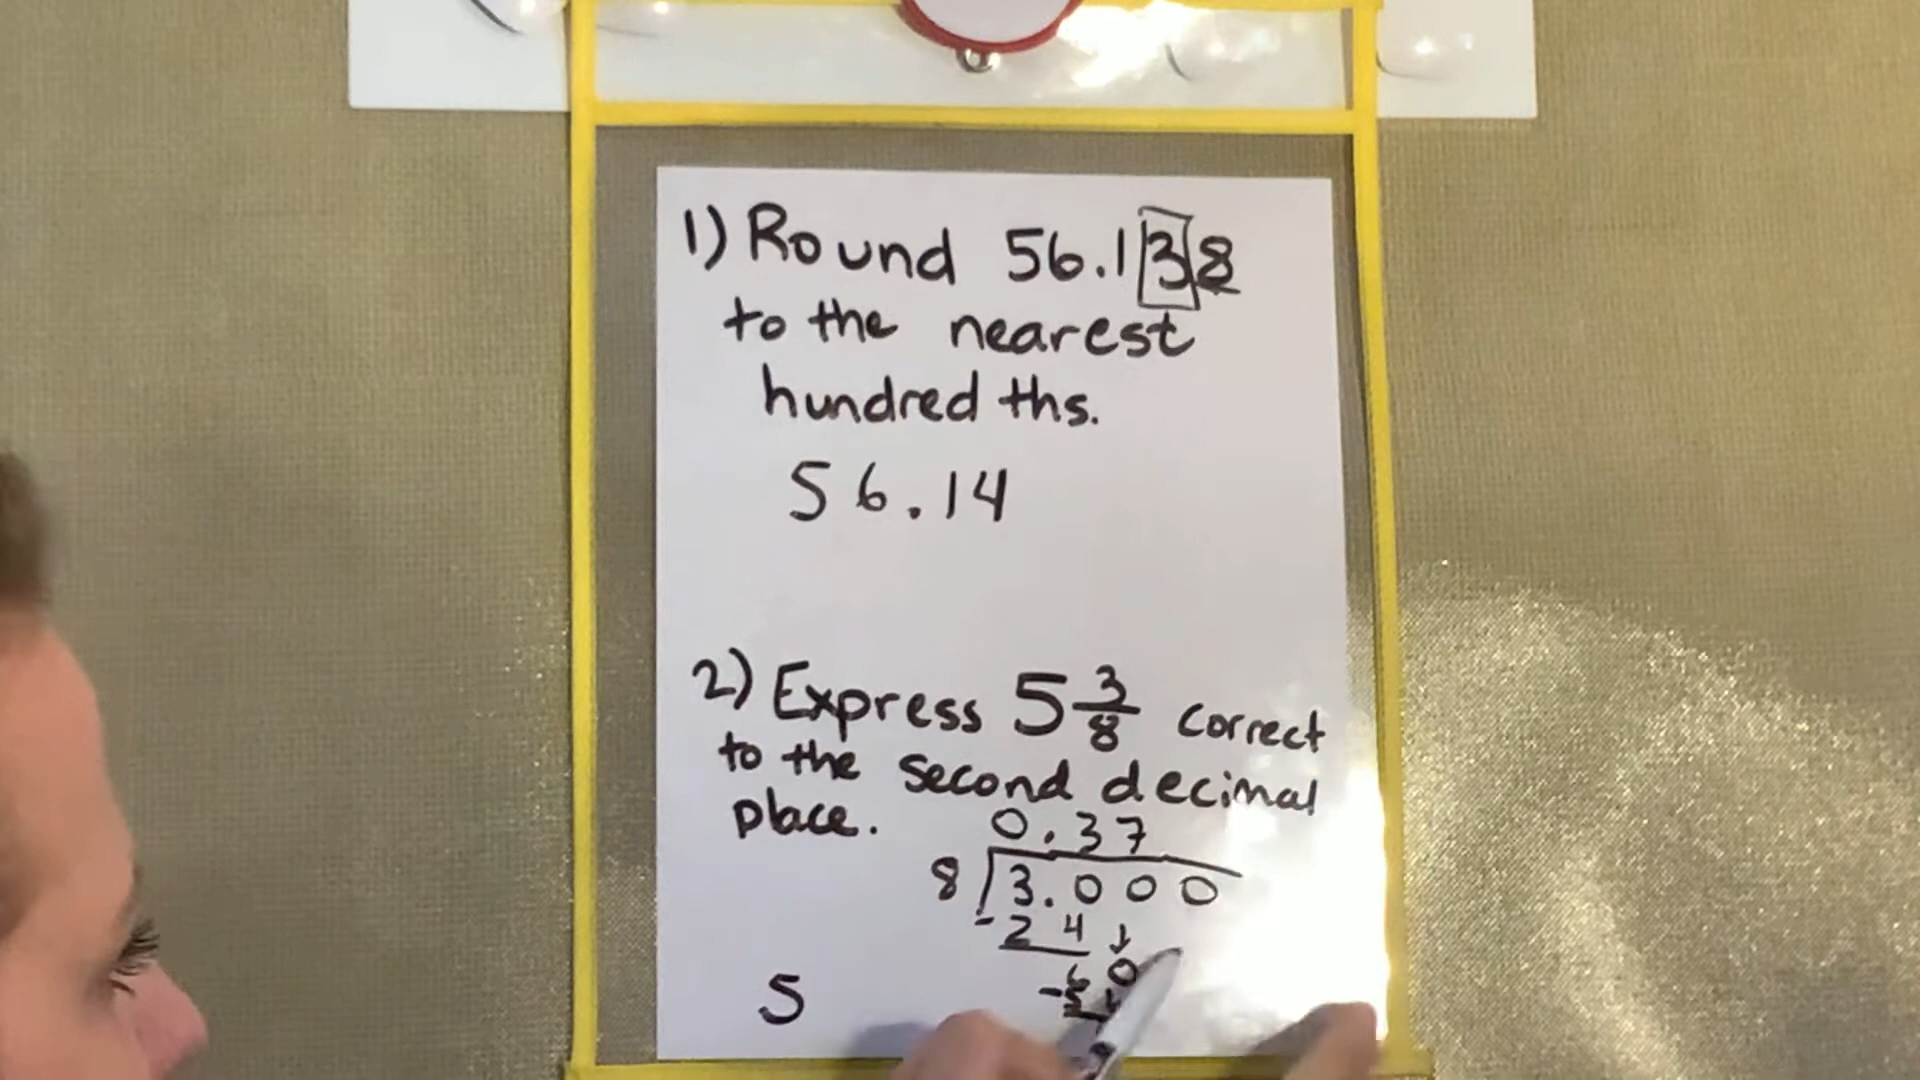 1) Round 56.138
to the nearest
hundredths.
56.14
2) Express 5 3/8 correct
to the second decimal
place.
0.37
8 3.000
- 24
- 60
5